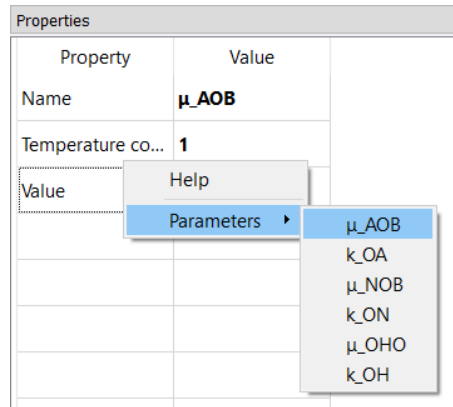 Properties
Property Value
Name μ_AOB
Temperature co... 1
Value
Help
Parameters
μ_AOB
k_OA
μ_NOB
k_ON
μ_OHO
k_OH